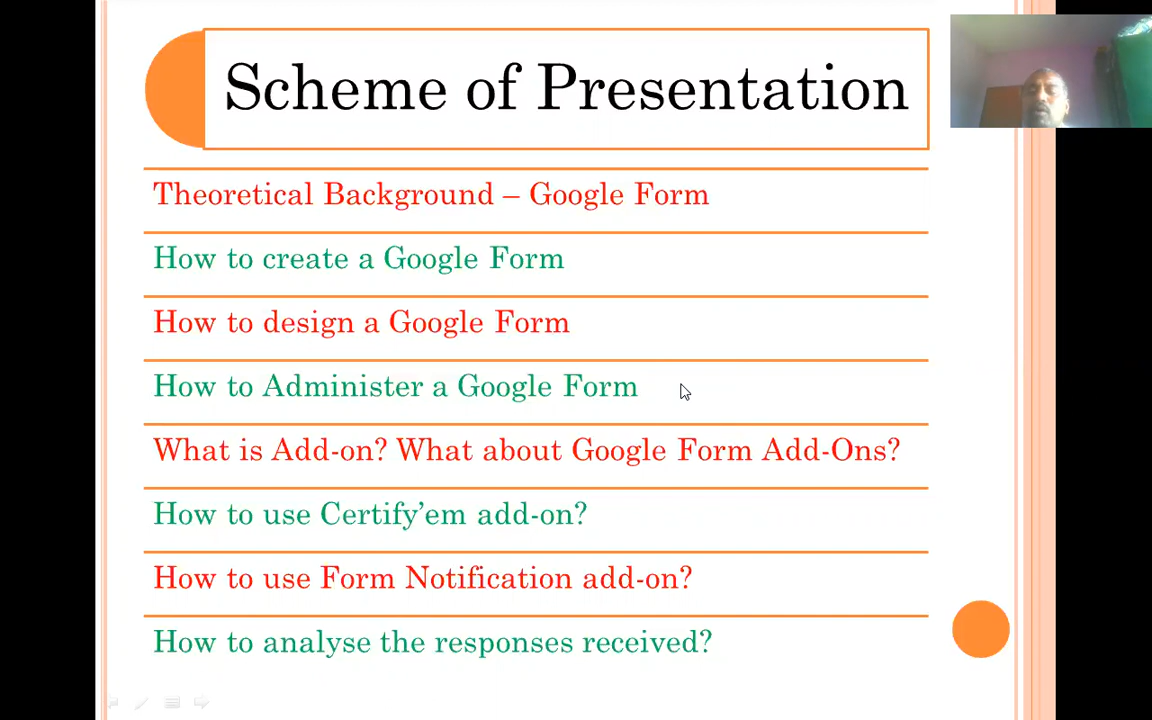 Scheme of Presentation
Theoretical Background – Google Form
How to create a Google Form
How to design a Google Form
How to Administer a Google Form
What is Add-on? What about Google Form Add-Ons?
How to use Certify’em add-on?
How to use Form Notification add-on?
How to analyse the responses received?